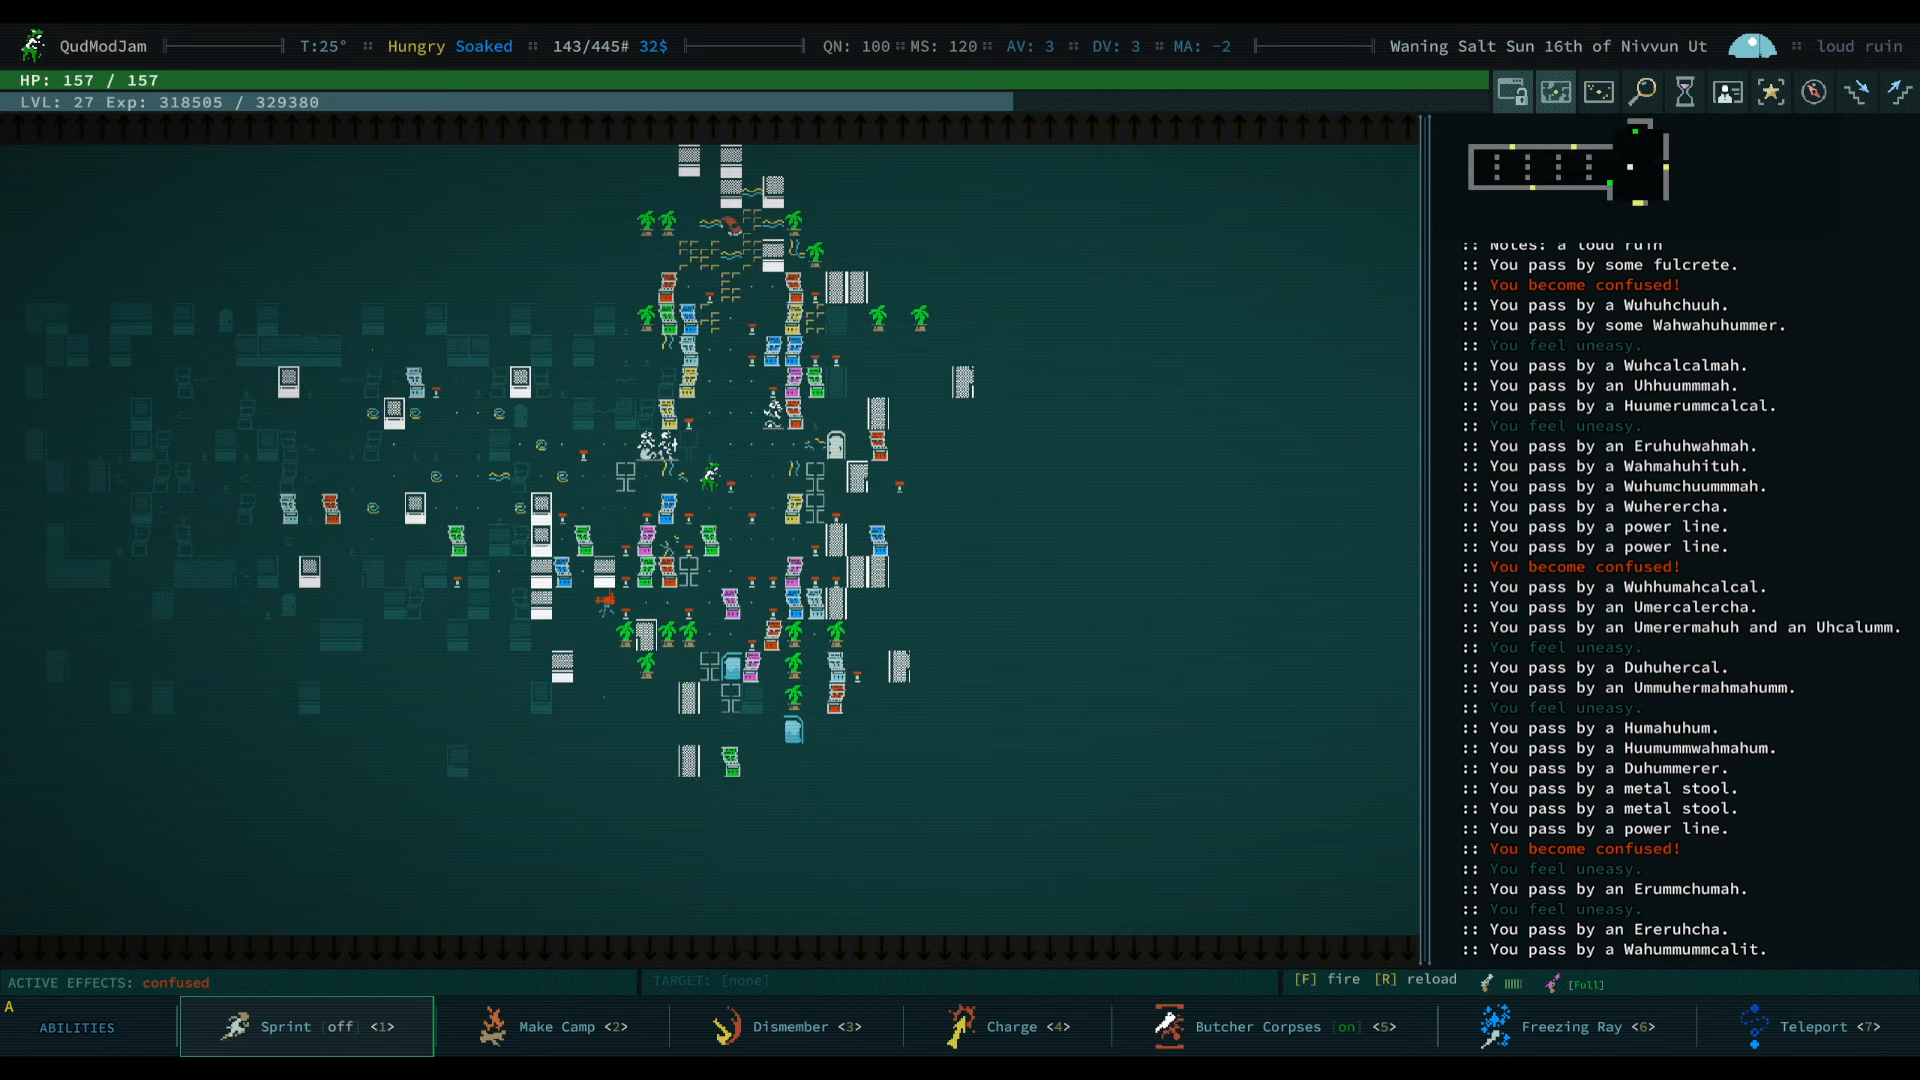 QudModJam T:25° :: Hungry Soaked :: 143/445# 32$ QN: 100 :: MS: 120 :: AV: 3 :: DV: 3 :: MA: -2 Waning Salt Sun 16th of Nivvun Ut :: loud ruin
HP: 157 / 157
LVL: 27 Exp: 318505 / 329380
:: Notes: a loud ruin
:: You pass by some fulcrete.
:: You become confused!
:: You pass by a Wuhuhchuuh.
:: You pass by some Wahwahuhummer.
:: You feel uneasy.
:: You pass by a Wuhcalcalmah.
:: You pass by an Uhhuummmah.
:: You pass by a Huumerummcalcal.
:: You feel uneasy.
:: You pass by an Eruhuhwahmah.
:: You pass by a Wahmahuhituh.
:: You pass by a Wuhumchuummmah.
:: You pass by a Wuherercha.
:: You pass by a power line.
:: You pass by a power line.
:: You become confused!
:: You pass by a Wuhhumahcalcal.
:: You pass by an Umercalercha.
:: You pass by an Umerermahuh and an Uhcalumm.
:: You feel uneasy.
:: You pass by a Duhuhercal.
:: You pass by an Ummuhermahmahumm.
:: You feel uneasy.
:: You pass by a Humahuhum.
:: You pass by a Huumummwahmahum.
:: You pass by a Duhummerer.
:: You pass by a metal stool.
:: You pass by a metal stool.
:: You pass by a power line.
:: You become confused!
:: You feel uneasy.
:: You pass by an Erummchumah.
:: You feel uneasy.
:: You pass by an Ereruhcha.
:: You pass by a Wahummummcalit.
ACTIVE EFFECTS: confused TARGET: [none] [F] fire [R] reload [Full]
A
ABILITIES Sprint [off] <1> Make Camp <2> Dismember <3> Charge <4> Butcher Corpses [on] <5> Freezing Ray <6> Teleport <7>